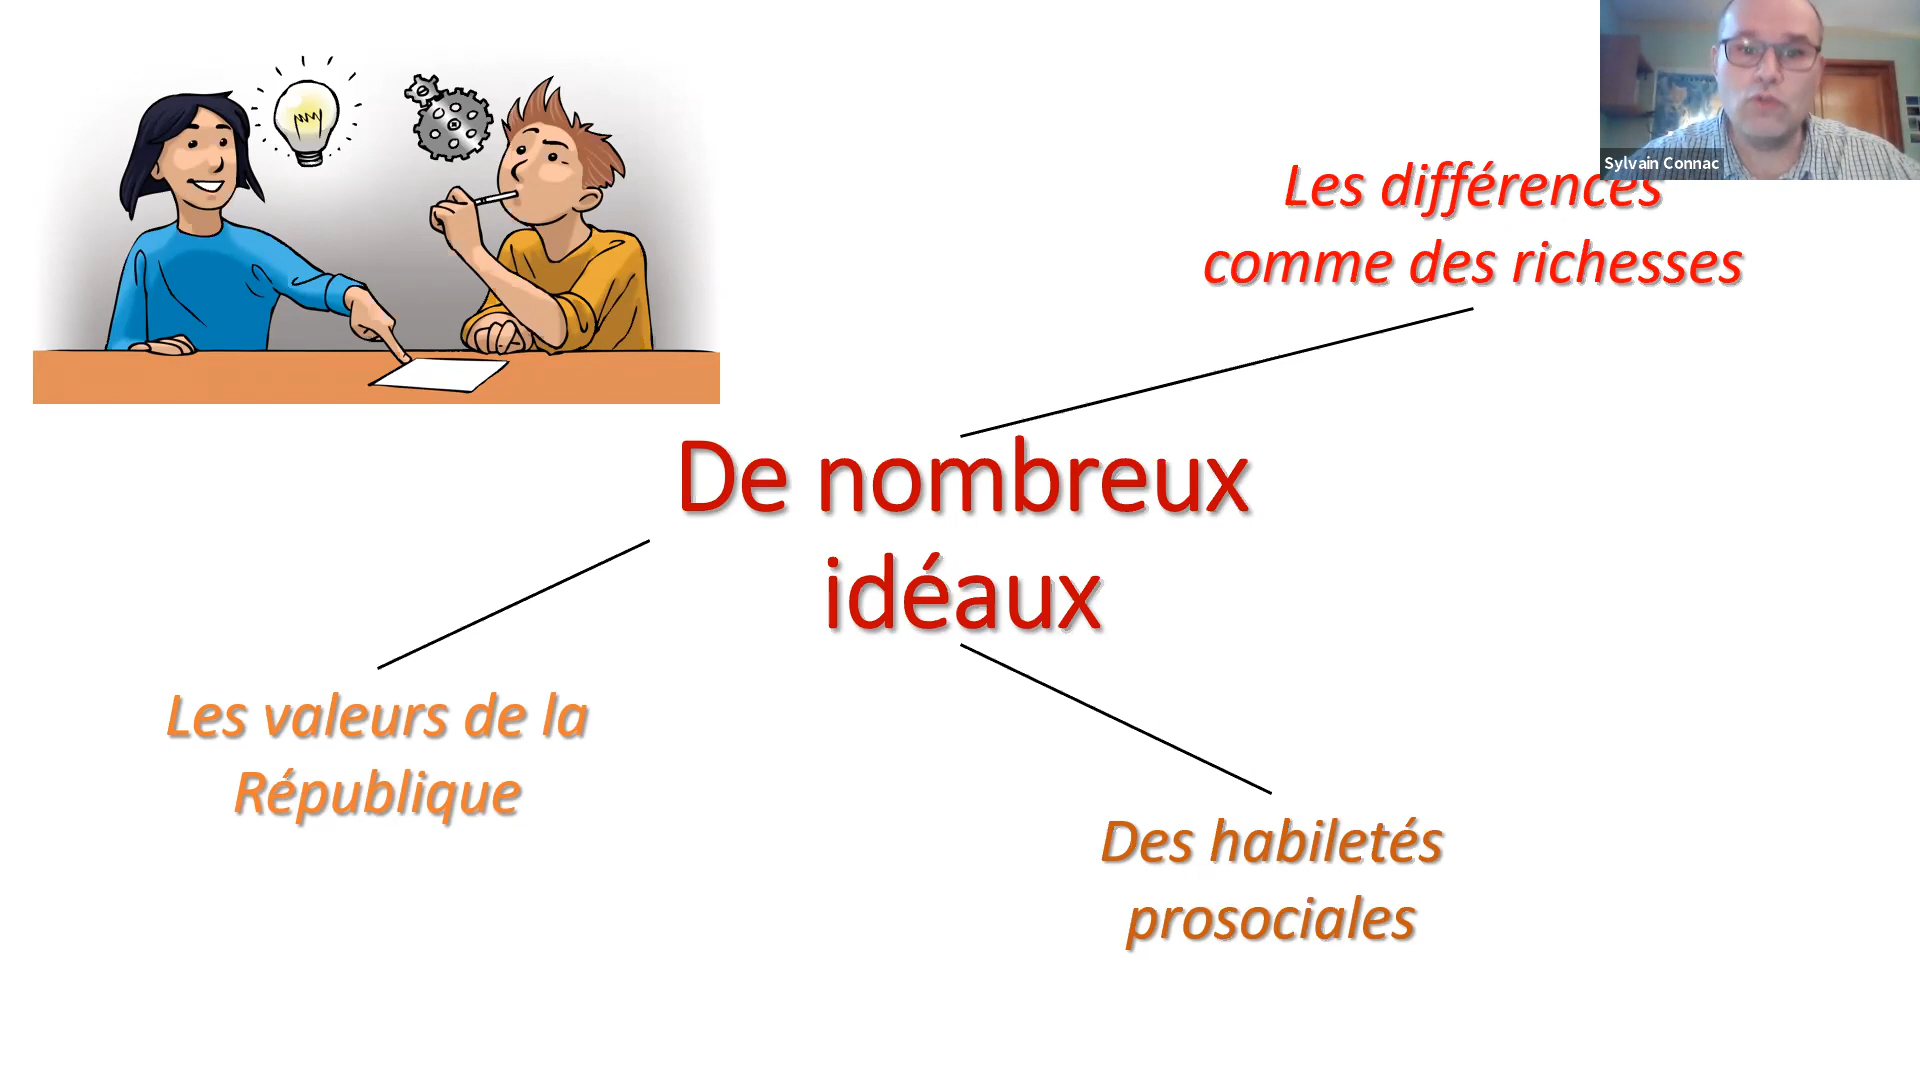 Sylvain Connac
Les différences
comme des richesses
De nombreux
idéaux
Les valeurs de la
République
Des habiletés
prosociales